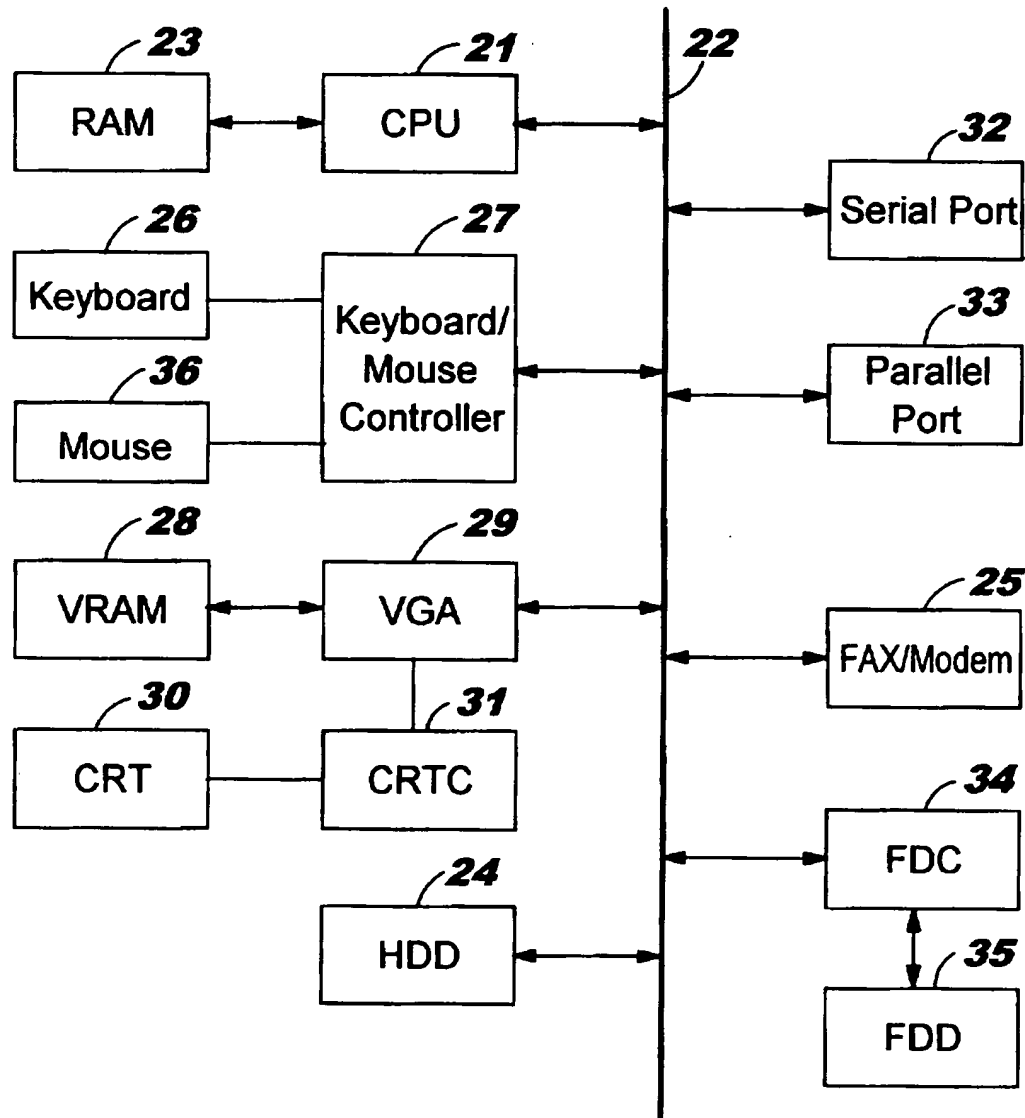 23
RAM
21
CPU
22
32
Serial Port
26
Keyboard
27
Keyboard/
Mouse
Controller
33
Parallel
Port
36
Mouse
28
VRAM
29
VGA
25
FAX/Modem
30
CRT
31
CRTC
34
FDC
24
HDD
35
FDD